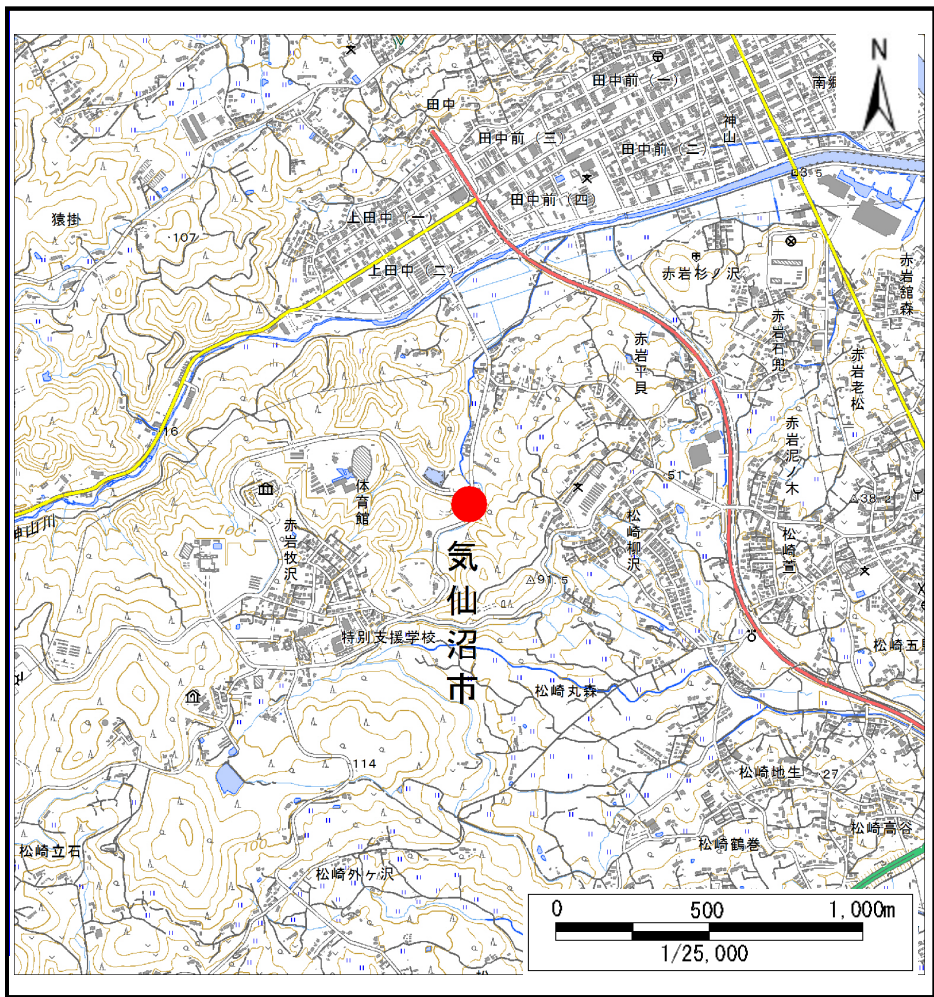 N
田中前(一)
南郷
田中
神山
田中前(三)
田中前(二
3.5
田中前(四)
猿掛
上田中(一)
・107
上田中(二)
赤岩杉ノ沢
赤岩舘森
赤岩石兜
赤岩平貝
赤岩老松
赤岩泥ノ木
16
51
38.2
体育館
神山川
赤岩牧沢
松崎柳沢
松崎萱
気仙沼市
91.5
特別支援学校
松崎五
松崎丸森
114
松崎地生
・27
松崎高谷
松崎鶴巻
松崎立石
松崎外ヶ沢
0 500 1,000m
1/25,000